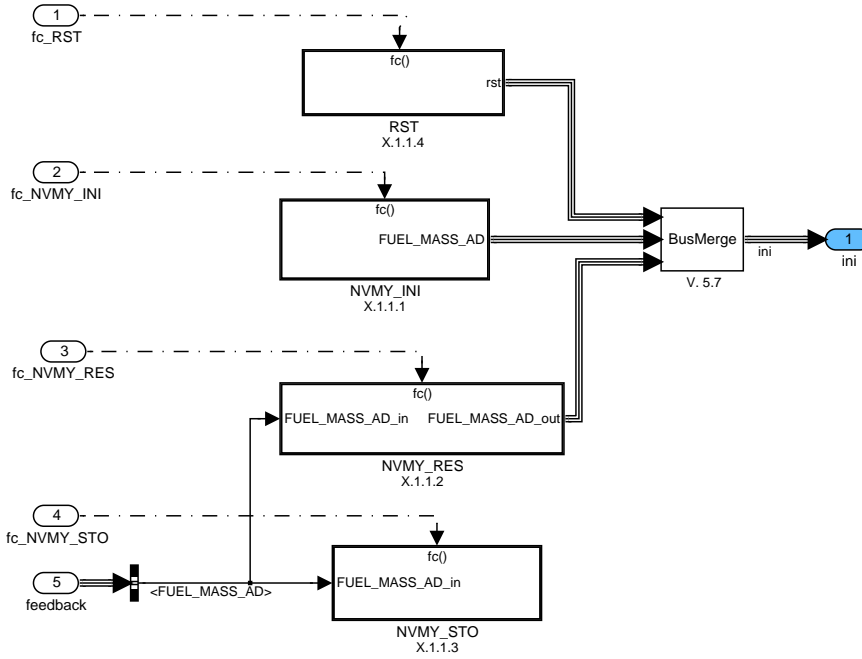 1
fc_RST
fc()
rst
RST
X.1.1.4
2
fc_NVMY_INI
fc()
FUEL_MASS_AD
NVMY_INI
X.1.1.1
BusMerge
V. 5.7
ini
1
ini
3
fc_NVMY_RES
fc()
FUEL_MASS_AD_in
FUEL_MASS_AD_out
NVMY_RES
X.1.1.2
4
fc_NVMY_STO
fc()
FUEL_MASS_AD_in
NVMY_STO
X.1.1.3
5
feedback
<FUEL_MASS_AD>